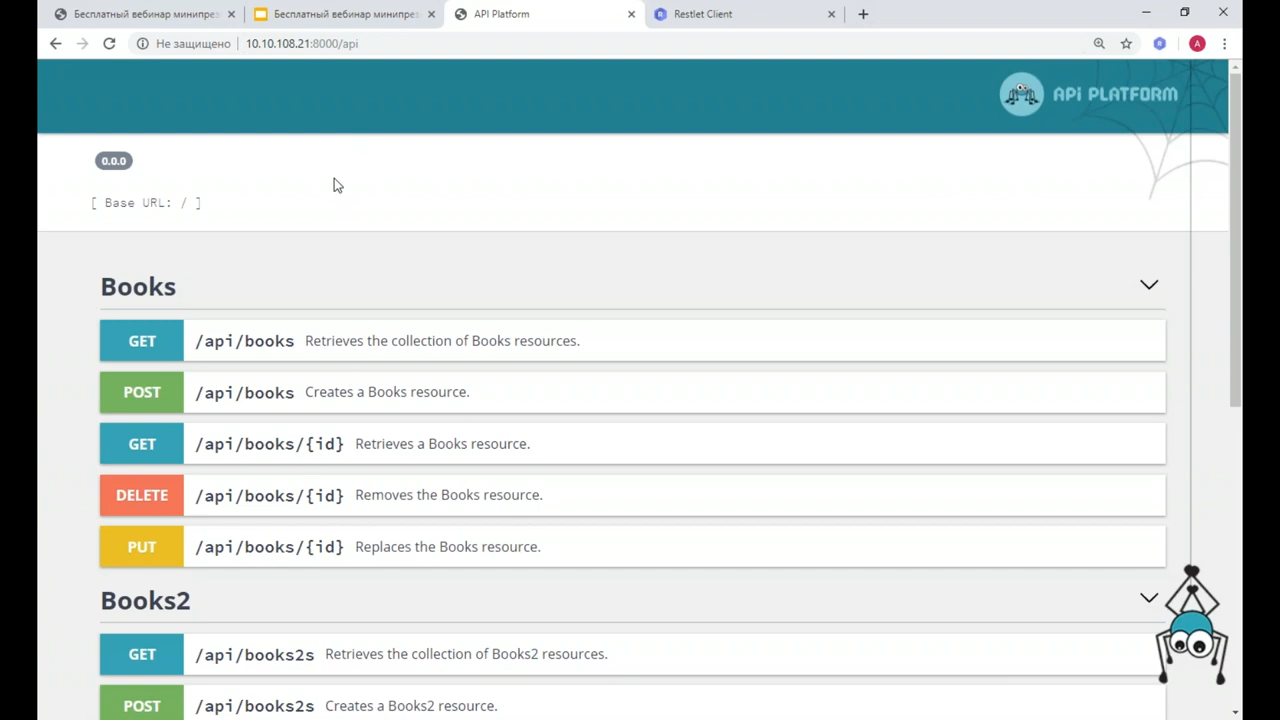 Бесплатный вебинар минипрез
Бесплатный вебинар минипрез
API Platform
Restlet Client
Не защищено
10.10.108.21:8000/api
A
API PLATFORM
0.0.0
[ Base URL: / ]
Books
GET /api/books Retrieves the collection of Books resources.
POST /api/books Creates a Books resource.
GET /api/books/{id} Retrieves a Books resource.
DELETE /api/books/{id} Removes the Books resource.
PUT /api/books/{id} Replaces the Books resource.
Books2
GET /api/books2s Retrieves the collection of Books2 resources.
POST /api/books2s Creates a Books2 resource.